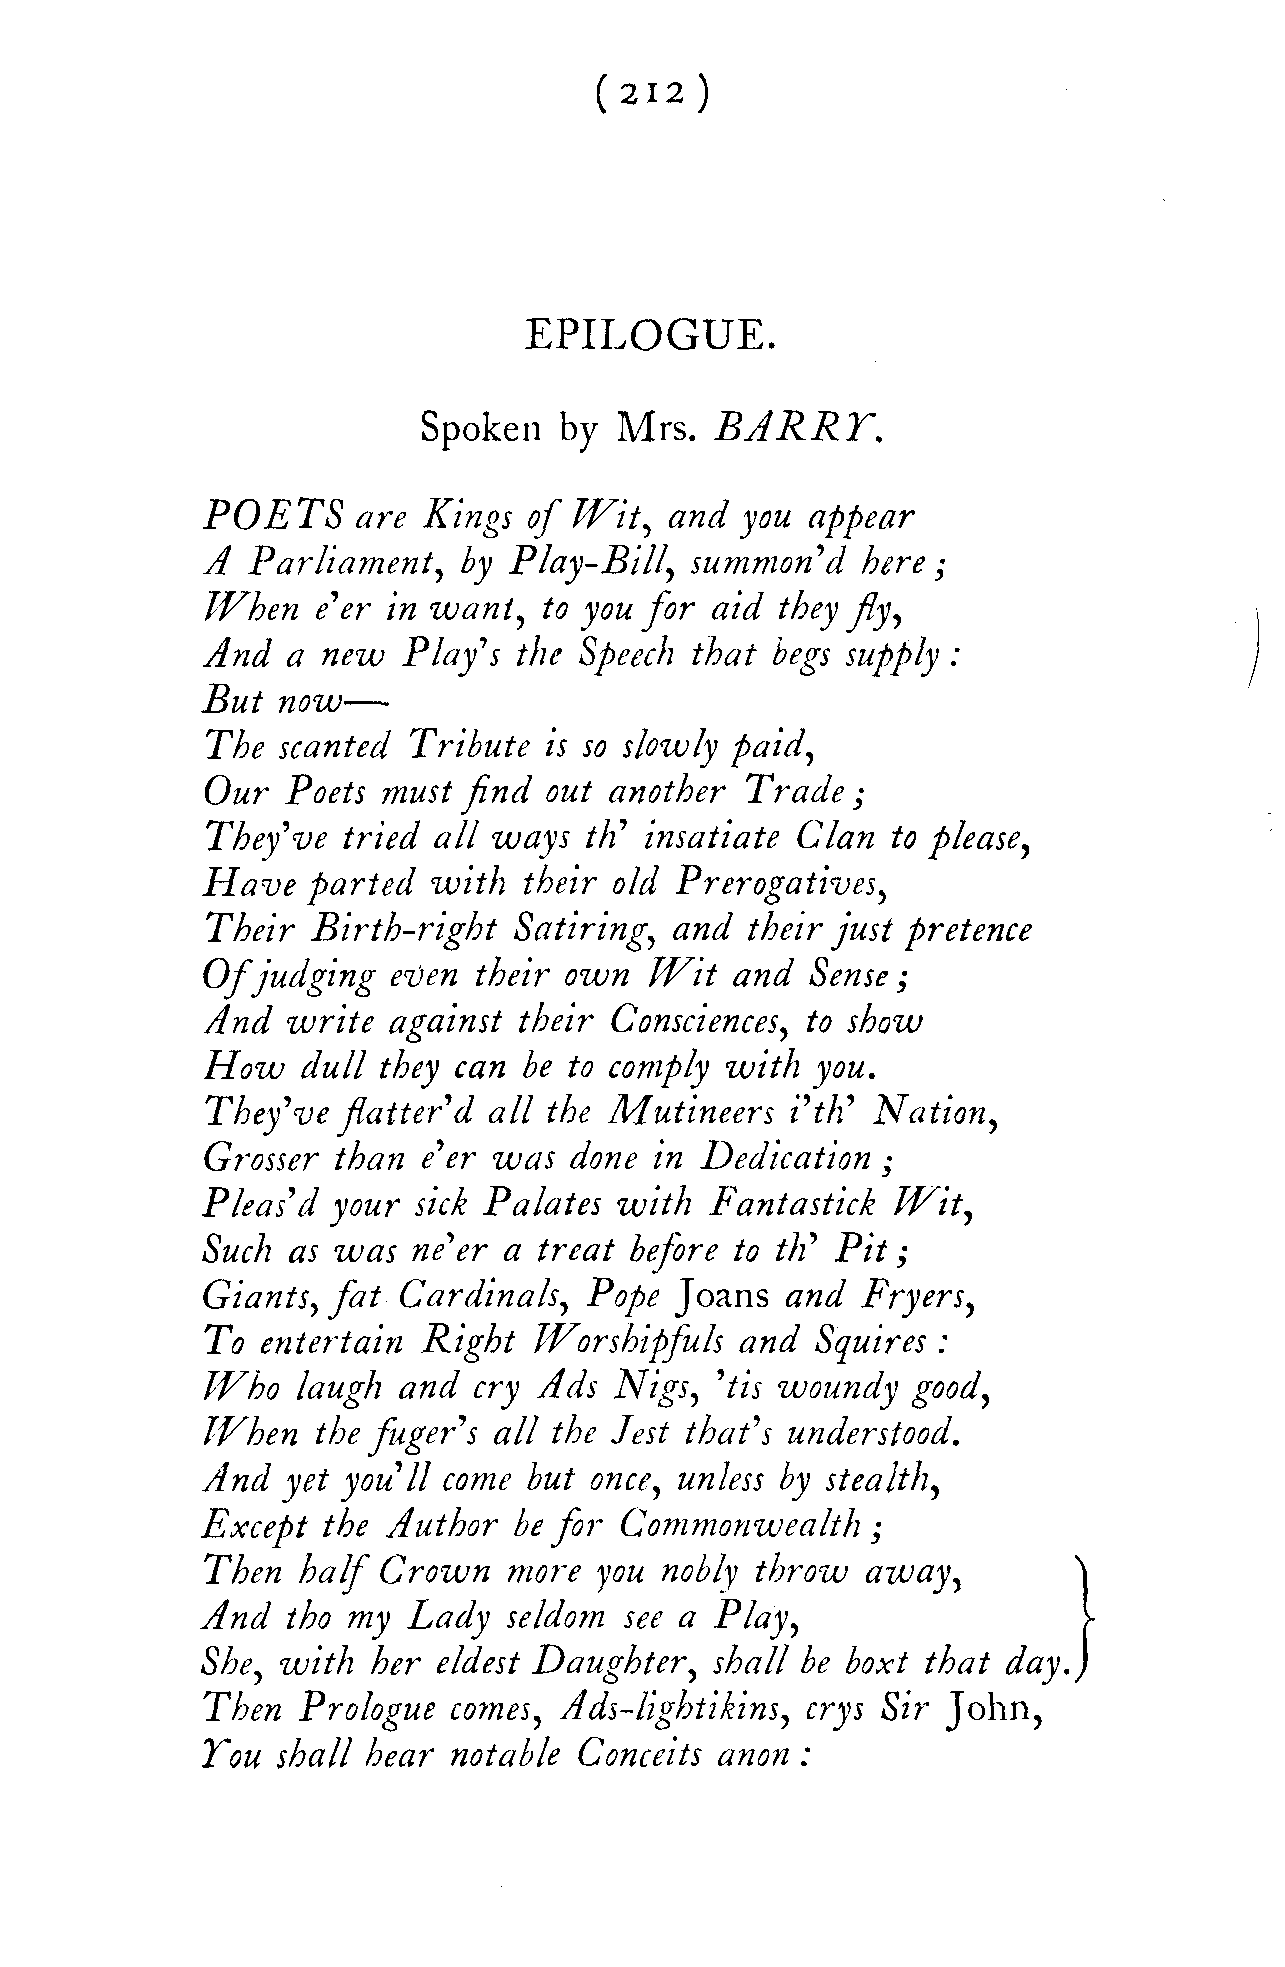 ( 212 )
EPILOGUE.
Spoken by Mrs. BARRY.
POETS are Kings of Wit, and you appear
A Parliament, by Play-Bill, summon'd here ;
When e'er in want, to you for aid they fly,
And a new Play's the Speech that begs supply :
But now—
The scanted Tribute is so slowly paid,
Our Poets must find out another Trade ;
They've tried all ways th' insatiate Clan to please,
Have parted with their old Prerogatives,
Their Birth-right Satiring, and their just pretence
Of judging even their own Wit and Sense ;
And write against their Consciences, to show
How dull they can be to comply with you.
They've flatter'd all the Mutineers i'th' Nation,
Grosser than e'er was done in Dedication ;
Pleas'd your sick Palates with Fantastick Wit,
Such as was ne'er a treat before to th' Pit ;
Giants, fat Cardinals, Pope Joans and Fryers,
To entertain Right Worshipfuls and Squires :
Who laugh and cry Ads Nigs, 'tis woundy good,
When the fuger's all the Jest that's understood.
And yet you'll come but once, unless by stealth,
Except the Author be for Commonwealth ;
Then half Crown more you nobly throw away,
And tho my Lady seldom see a Play,
She, with her eldest Daughter, shall be boxt that day.
Then Prologue comes, Ads-lightikins, crys Sir John,
You shall hear notable Conceits anon :